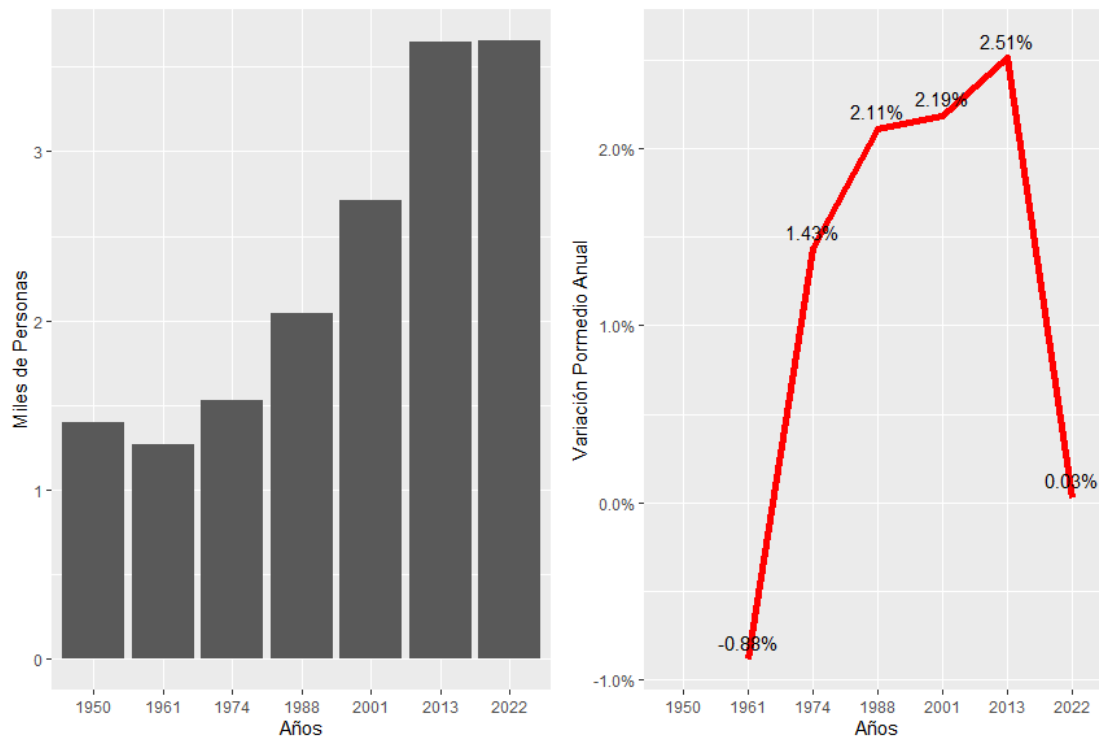 Miles de Personas
3
2
1
0
1950 1961 1974 1988 2001 2013 2022
Años
Variación Pormedio Anual
2.0%
1.0%
0.0%
-1.0%
-0.88%
1.43%
2.11%
2.19%
2.51%
0.03%
1950 1961 1974 1988 2001 2013 2022
Años